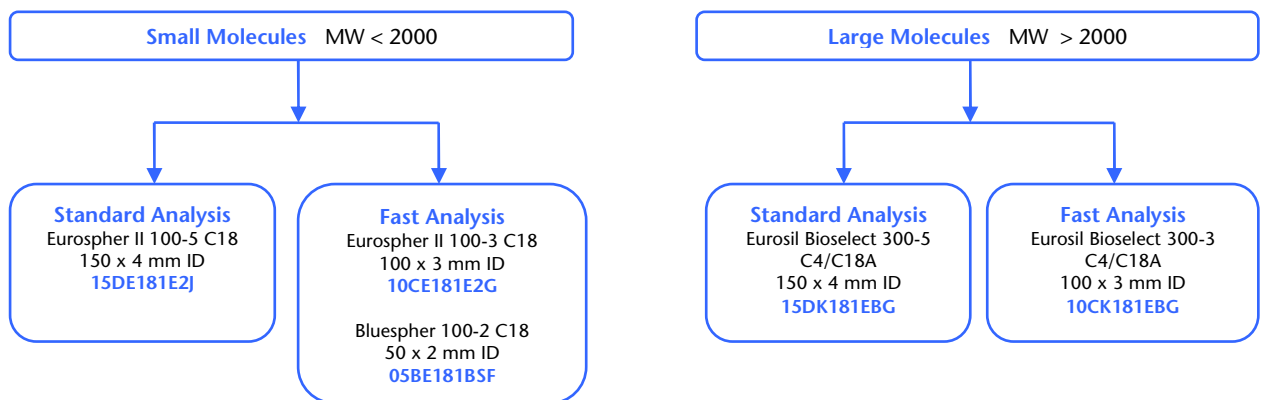 Small Molecules MW < 2000
Standard Analysis
Eurospher II 100-5 C18
150 x 4 mm ID
15DE181E2J
Fast Analysis
Eurospher II 100-3 C18
100 x 3 mm ID
10CE181E2G
Bluespher 100-2 C18
50 x 2 mm ID
05BE181BSF
Large Molecules MW > 2000
Standard Analysis
Eurosil Bioselect 300-5
C4/C18A
150 x 4 mm ID
15DK181EBG
Fast Analysis
Eurosil Bioselect 300-3
C4/C18A
100 x 3 mm ID
10CK181EBG